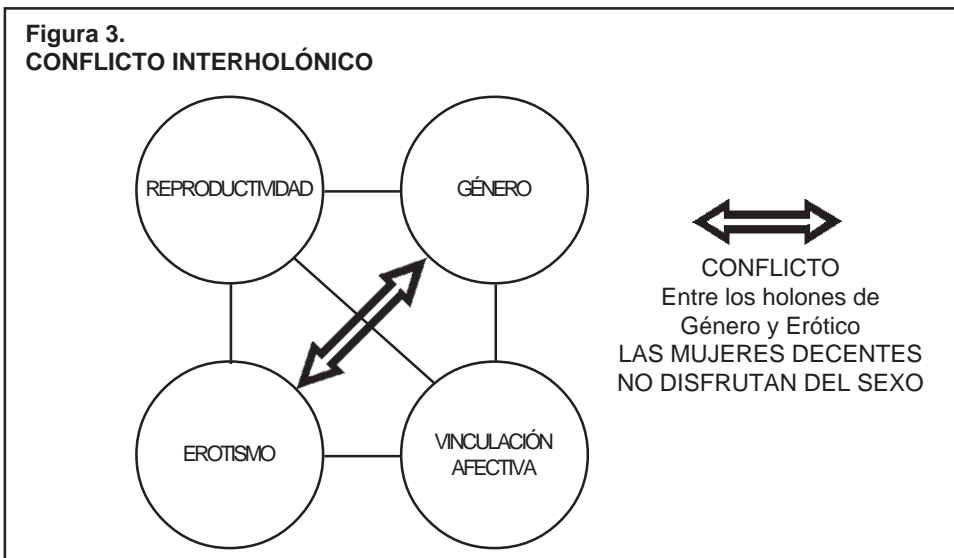 Figura 3.
CONFLICTO INTERHOLÓNICO
REPRODUCTIVIDAD
GÉNERO
EROTISMO
VINCULACIÓN
AFECTIVA
CONFLICTO
Entre los holones de
Género y Erótico
LAS MUJERES DECENTES
NO DISFRUTAN DEL SEXO